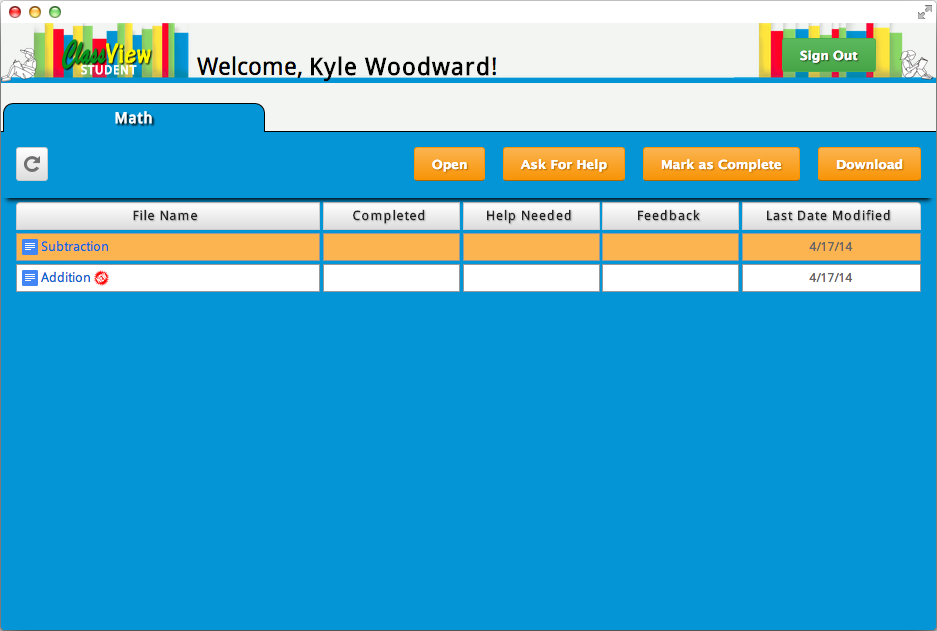 ClassView
STUDENT
Welcome, Kyle Woodward!
Sign Out
Math
Open Ask For Help Mark as Complete Download
File Name Completed Help Needed Feedback Last Date Modified
Subtraction 4/17/14
Addition 4/17/14